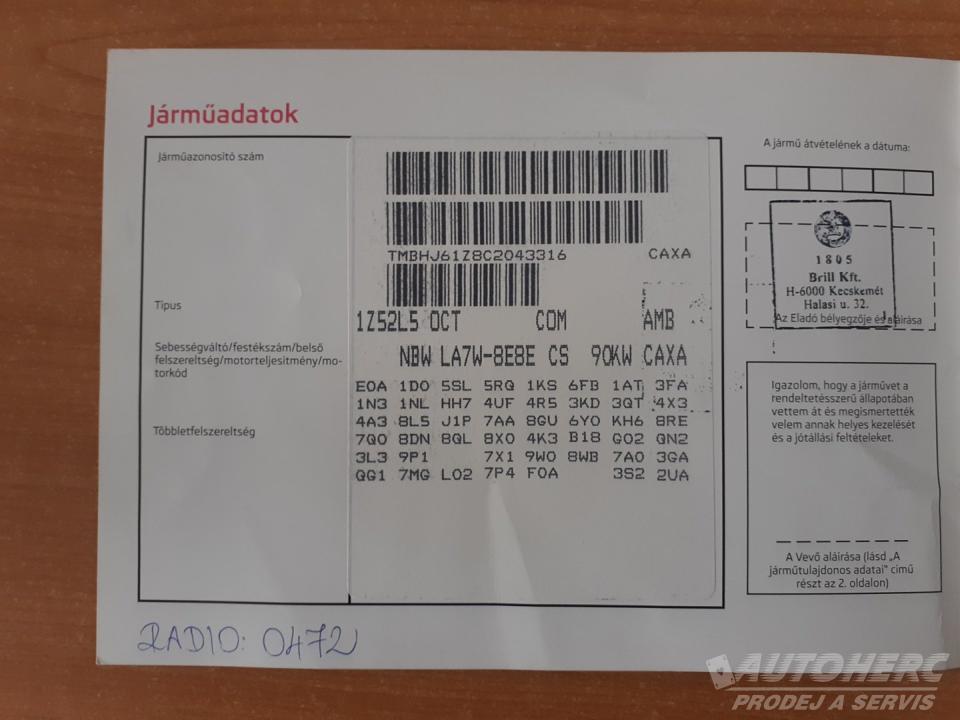 Járműadatok
Járműazonosító szám
TMBHJ61Z8C2043316 CAXA
Típus
1Z52L5 OCT COM AMB
Sebességváltó/festékszám/belső
felszereltség/motorteljesítmény/mo-
torkód
NBW LA7W-8E8E CS 90KW CAXA
Többletfelszereltség
E0A 1D0 5SL 5RQ 1KS 6FB 1AT 3FA
1N3 1NL HH7 4UF 4R5 3KD 3QT 4X3
4A3 8L5 J1P 7AA 8GU 6Y0 KH6 8RE
7Q0 8DN 8QL 8X0 4K3 B18 G02 QN2
3L3 9P1 7X1 9W0 8WB 7A0 3GA
QG1 7MG L02 7P4 F0A 3S2 2UA
A jármű átvételének a dátuma:
1805
Brill Kft.
H-6000 Kecskemét
Halasi u. 32.
Az Eladó bélyegzője és aláírása
Igazolom, hogy a járművet a
rendeltetésszerű állapotában
vettem át és megismertették
velem annak helyes kezelését
és a jótállási feltételeket.
A Vevő aláírása (lásd „A
járműtulajdonos adatai" című
részt az 2. oldalon)
RADIO: 0472
AUTOHERC
PRODEJ A SERVIS